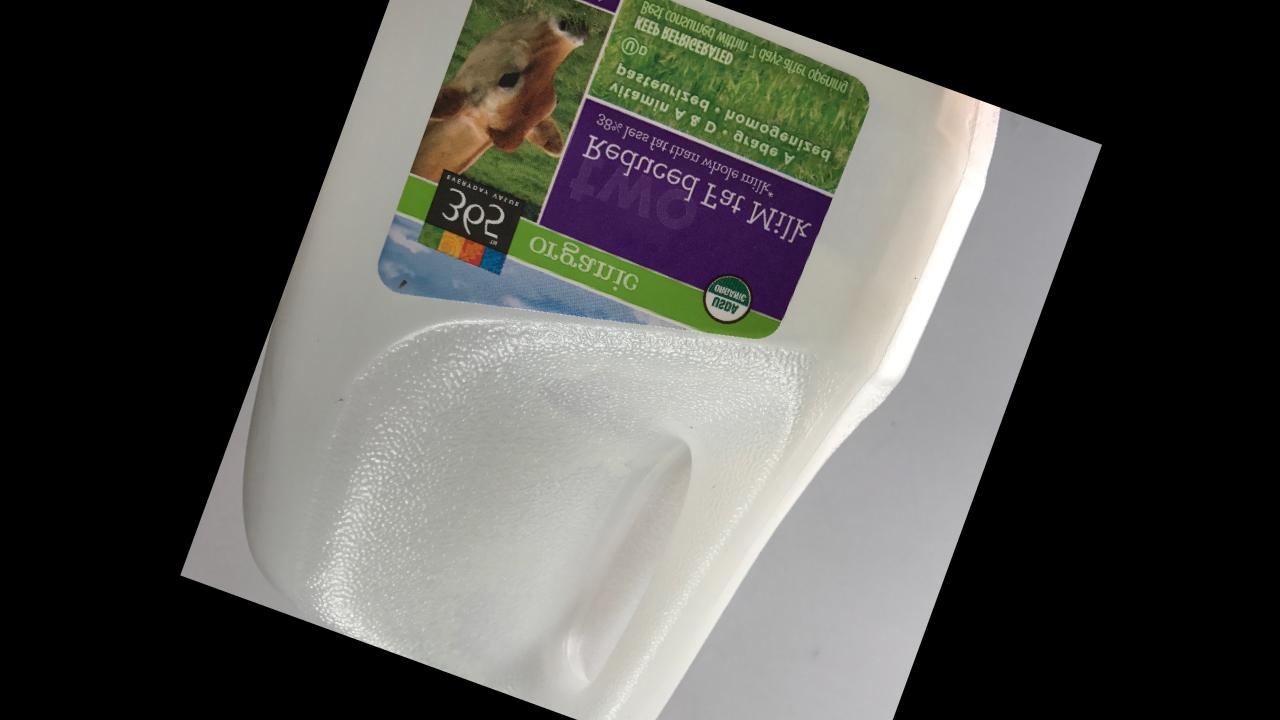 USDA
ORGANIC
organic
365
™
EVERYDAY VALUE
two
Reduced Fat Milk
38% less fat than whole milk*
vitamin A & D • grade A
pasteurized • homogenized
U D
KEEP REFRIGERATED
Best consumed within 7 days after opening